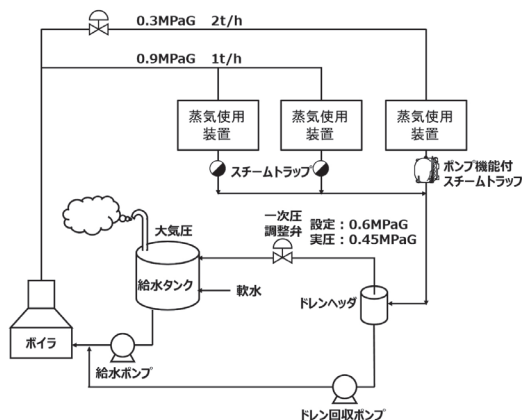 0.3MPaG 2t/h
0.9MPaG 1t/h
蒸気使用
装置
蒸気使用
装置
蒸気使用
装置
スチームトラップ
ポンプ機能付
スチームトラップ
一次圧
調整弁
設定：0.6MPaG
実圧：0.45MPaG
大気圧
給水タンク
軟水
ドレンヘッダ
ボイラ
給水ポンプ
ドレン回収ポンプ